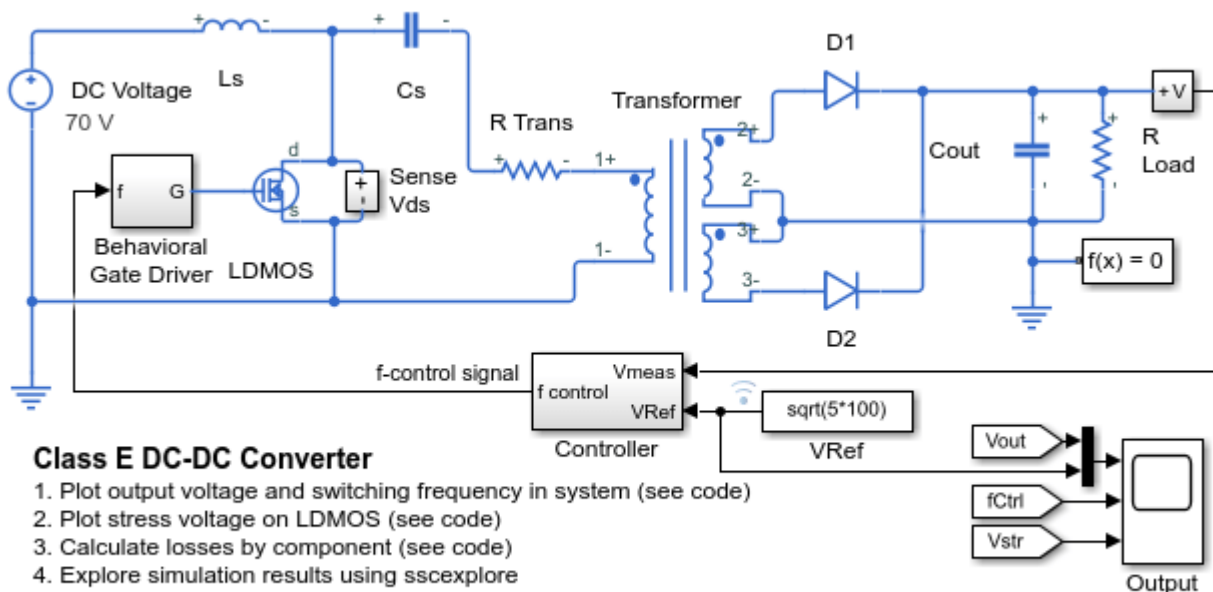 +
-
Ls
+
-
Cs
+
-
DC Voltage
70 V
R Trans
+
-
Transformer
1+
1-
2+
2-
3+
3-
D1
D2
Cout
+
-
+
-
R
Load
+V
f
G
Behavioral
Gate Driver
d
s
LDMOS
+
-
Sense
Vds
f(x) = 0
f-control signal
Vmeas
f control
VRef
Controller
sqrt(5*100)
VRef
Vout
fCtrl
Vstr
Output
Class E DC-DC Converter
1. Plot output voltage and switching frequency in system (see code)
2. Plot stress voltage on LDMOS (see code)
3. Calculate losses by component (see code)
4. Explore simulation results using sscexplore